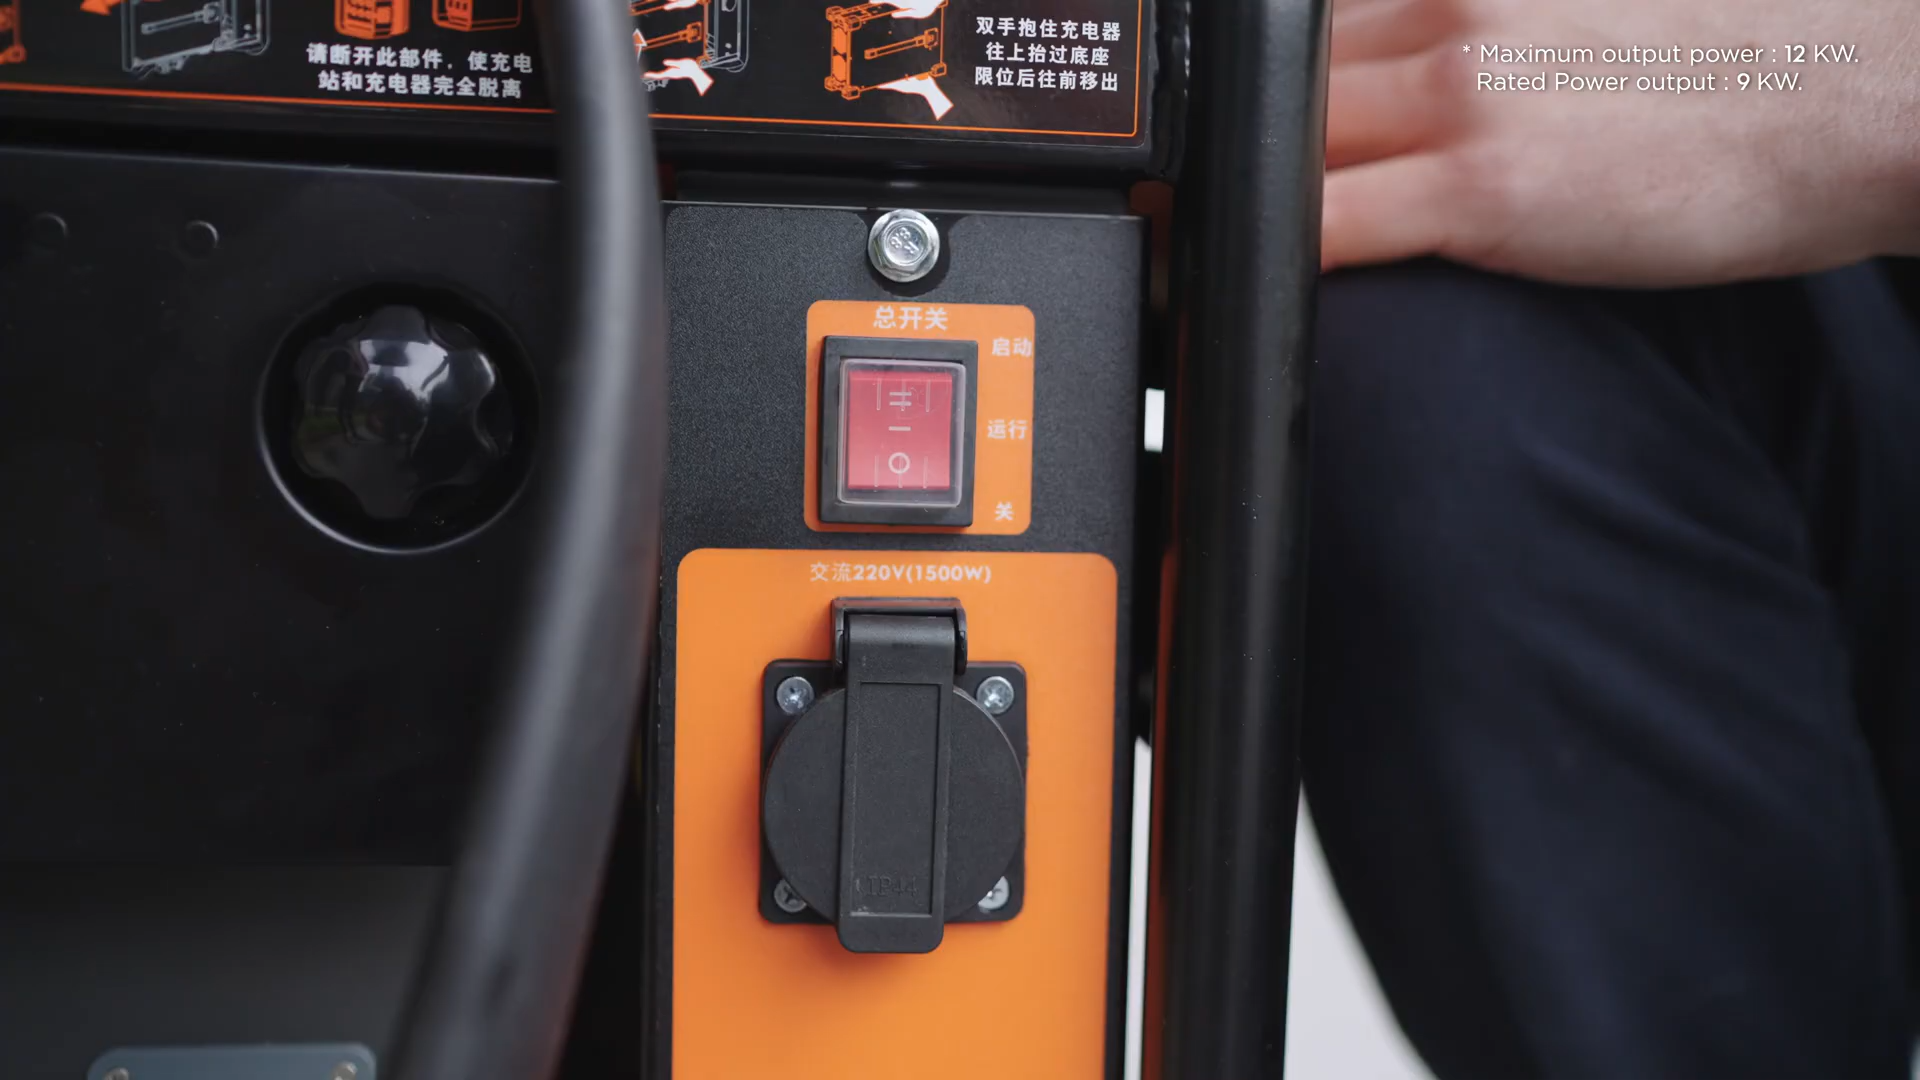 请断开此部件，使充电
站和充电器完全脱离
双手抱住充电器
往上抬过底座
限位后往前移出
* Maximum output power : 12 KW.
Rated Power output : 9 KW.
总开关
启动
运行
关
交流220V(1500W)
IP44